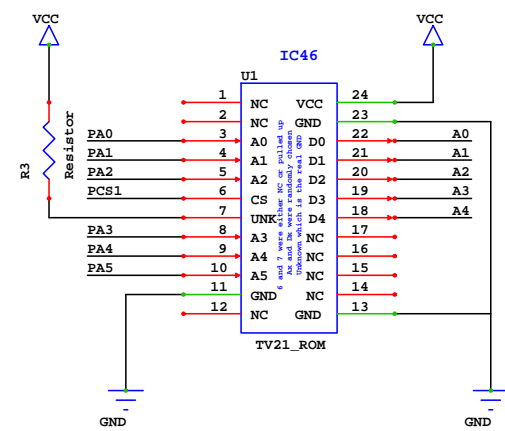 VCC
VCC
IC46
U1
1 NC VCC 24
2 NC GND 23
PA0 3 A0 D0 22 A0
PA1 4 A1 D1 21 A1
PA2 5 A2 D2 20 A2
PCS1 6 CS D3 19 A3
7 UNK D4 18 A4
PA3 8 A3 NC 17
PA4 9 A4 NC 16
PA5 10 A5 NC 15
11 GND NC 14
12 NC GND 13
6 and 7 were either NC or pulled up
Ax and Dx were randomly chosen
Unknown which is the real GND
R3
Resistor
TV21_ROM
GND
GND